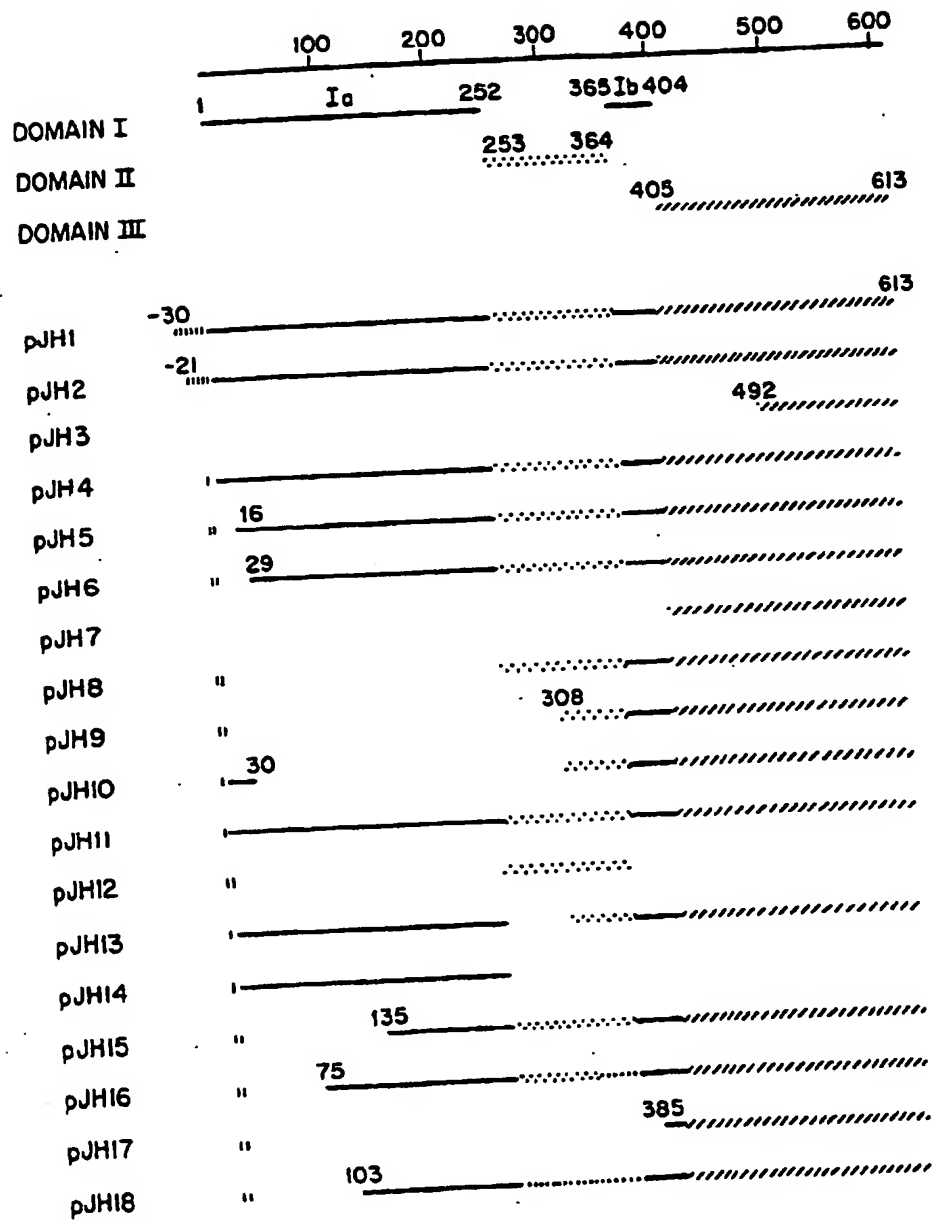 100 200 300 400 500 600
1 Ia 252 365 Ib 404
DOMAIN I
253 364
DOMAIN II
405 613
DOMAIN III
-30 613
pJH1
-21
pJH2
492
pJH3
pJH4
16
pJH5
29
pJH6
pJH7
pJH8
308
pJH9
30
pJH10
pJH11
pJH12
pJH13
pJH14
135
pJH15
75
pJH16
385
pJH17
103
pJH18